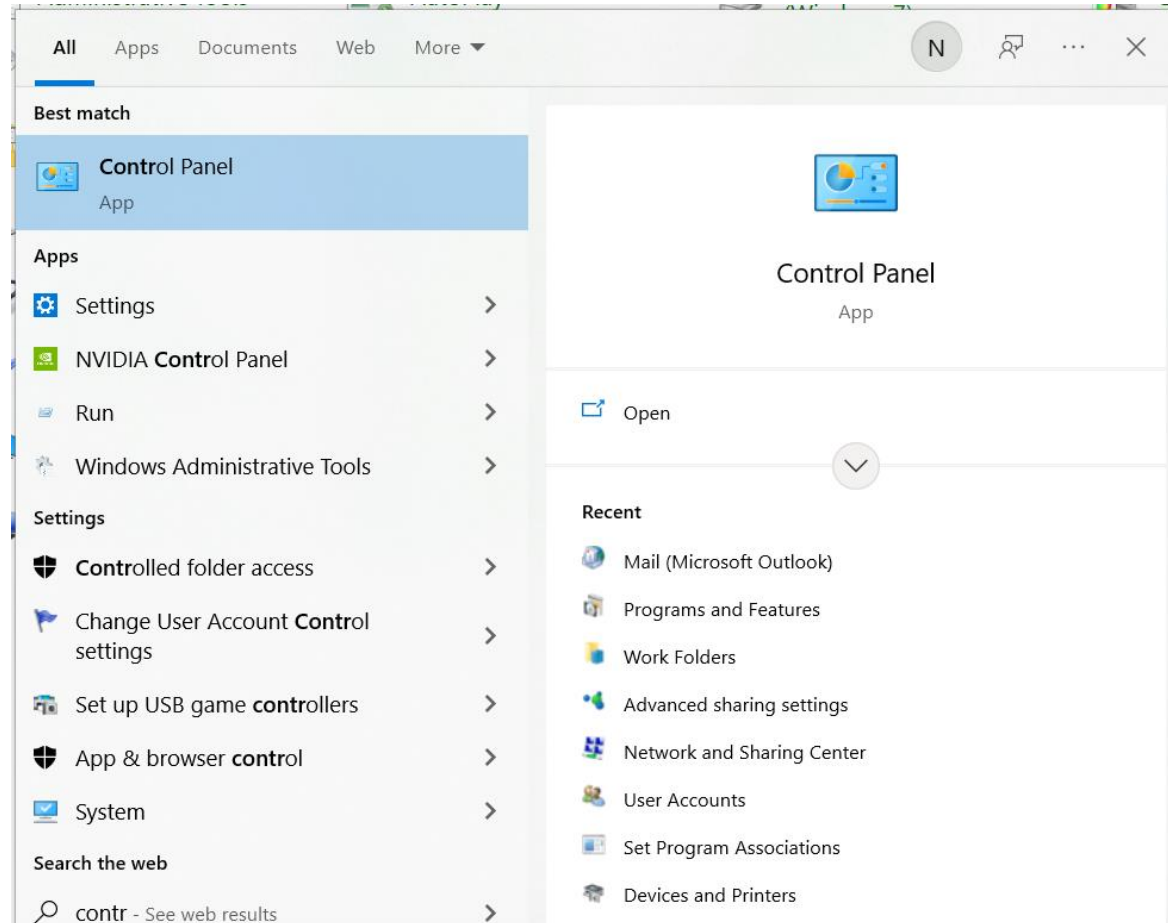 All Apps Documents Web More N
Best match
Control Panel
App
Apps
Settings
NVIDIA Control Panel
Run
Windows Administrative Tools
Settings
Controlled folder access
Change User Account Control
settings
Set up USB game controllers
App & browser control
System
Search the web
contr - See web results
Control Panel
App
Open
Recent
Mail (Microsoft Outlook)
Programs and Features
Work Folders
Advanced sharing settings
Network and Sharing Center
User Accounts
Set Program Associations
Devices and Printers